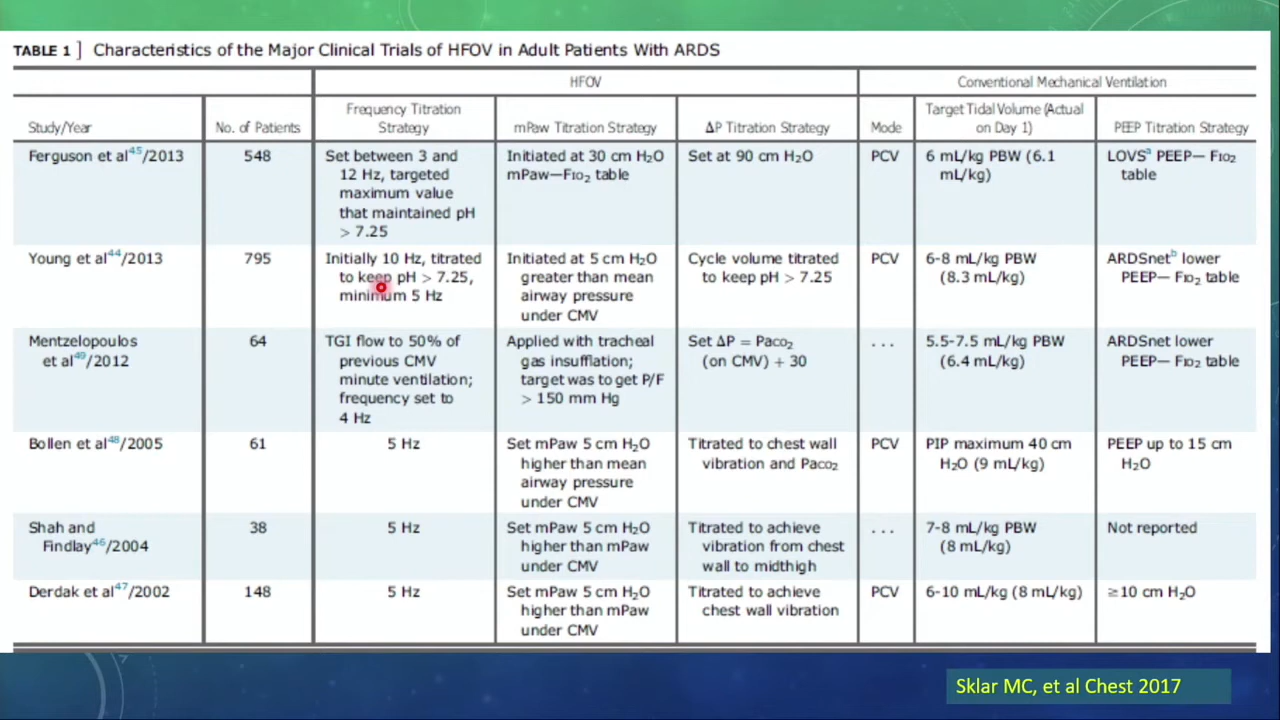 TABLE 1 ] Characteristics of the Major Clinical Trials of HFOV in Adult Patients With ARDS
HFOV
Conventional Mechanical Ventilation
Study/Year
No. of Patients
Frequency Titration
Strategy
mPaw Titration Strategy
ΔP Titration Strategy
Mode
Target Tidal Volume (Actual
on Day 1)
PEEP Titration Strategy
Ferguson et al45/2013
548
Set between 3 and
12 Hz, targeted
maximum value
that maintained pH
> 7.25
Initiated at 30 cm H2O
mPaw—FIO2 table
Set at 90 cm H2O
PCV
6 mL/kg PBW (6.1
mL/kg)
LOVSa PEEP— FIO2
table
Young et al44/2013
795
Initially 10 Hz, titrated
to keep pH > 7.25,
minimum 5 Hz
Initiated at 5 cm H2O
greater than mean
airway pressure
under CMV
Cycle volume titrated
to keep pH > 7.25
PCV
6-8 mL/kg PBW
(8.3 mL/kg)
ARDSnetb lower
PEEP— FIO2 table
Mentzelopoulos
et al49/2012
64
TGI flow to 50% of
previous CMV
minute ventilation;
frequency set to
4 Hz
Applied with tracheal
gas insufflation;
target was to get P/F
> 150 mm Hg
Set ΔP = PaCO2
(on CMV) + 30
. . .
5.5-7.5 mL/kg PBW
(6.4 mL/kg)
ARDSnet lower
PEEP— FIO2 table
Bollen et al48/2005
61
5 Hz
Set mPaw 5 cm H2O
higher than mean
airway pressure
under CMV
Titrated to chest wall
vibration and PaCO2
PCV
PIP maximum 40 cm
H2O (9 mL/kg)
PEEP up to 15 cm
H2O
Shah and
Findlay46/2004
38
5 Hz
Set mPaw 5 cm H2O
higher than mPaw
under CMV
Titrated to achieve
vibration from chest
wall to midthigh
. . .
7-8 mL/kg PBW
(8 mL/kg)
Not reported
Derdak et al47/2002
148
5 Hz
Set mPaw 5 cm H2O
higher than mPaw
under CMV
Titrated to achieve
chest wall vibration
PCV
6-10 mL/kg (8 mL/kg)
≥10 cm H2O
Sklar MC, et al Chest 2017